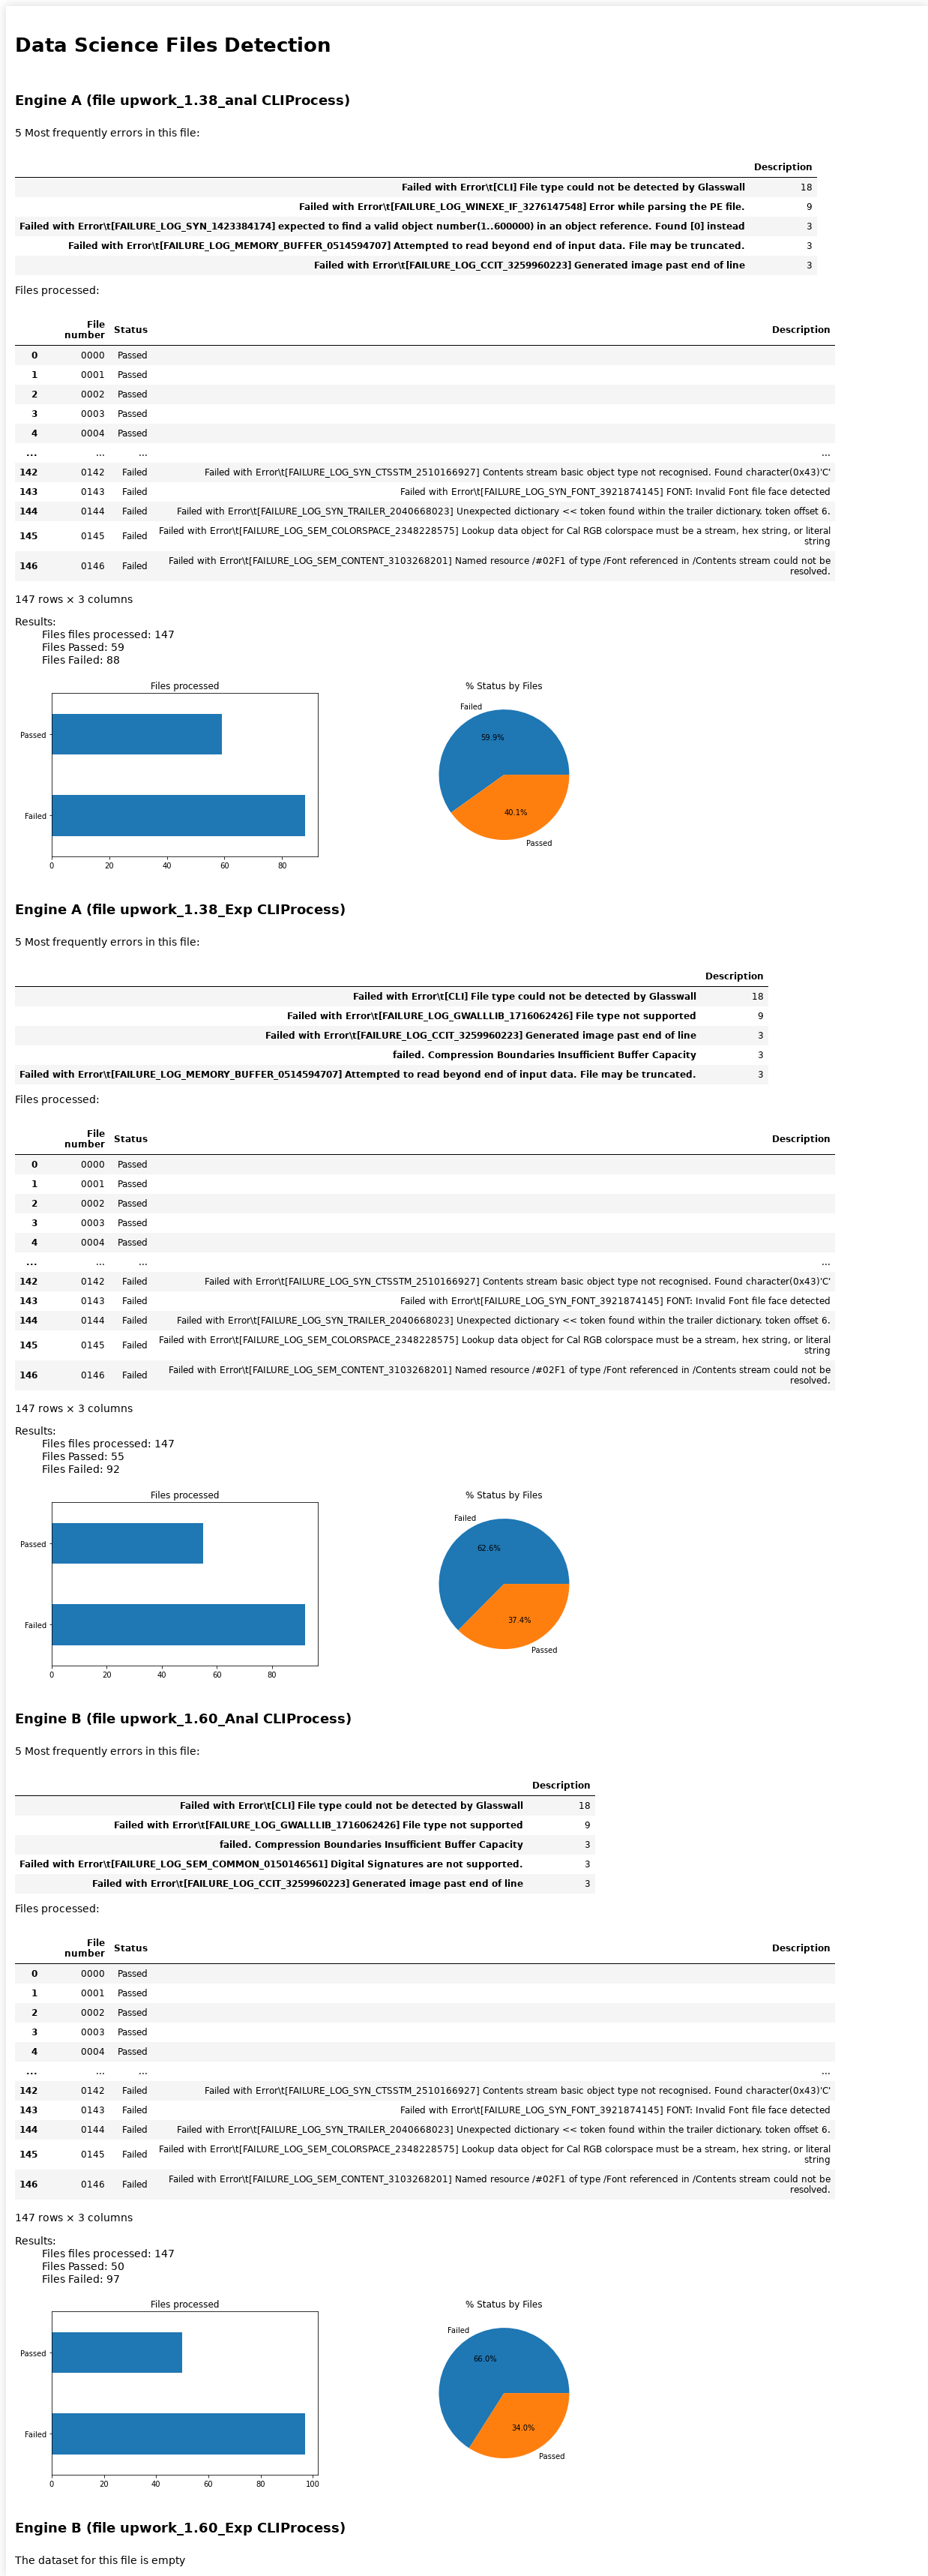 Data Science Files Detection
Engine A (file upwork_1.38_anal CLIProcess)
5 Most frequently errors in this file:
Description
Failed with Error\t[CLI] File type could not be detected by Glasswall 18
Failed with Error\t[FAILURE_LOG_WINEXE_IF_3276147548] Error while parsing the PE file. 9
Failed with Error\t[FAILURE_LOG_SYN_1423384174] expected to find a valid object number(1..600000) in an object reference. Found [0] instead 3
Failed with Error\t[FAILURE_LOG_MEMORY_BUFFER_0514594707] Attempted to read beyond end of input data. File may be truncated. 3
Failed with Error\t[FAILURE_LOG_CCIT_3259960223] Generated image past end of line 3
Files processed:
File
number Status Description
0 0000 Passed
1 0001 Passed
2 0002 Passed
3 0003 Passed
4 0004 Passed
... ... ... ...
142 0142 Failed Failed with Error\t[FAILURE_LOG_SYN_CTSSTM_2510166927] Contents stream basic object type not recognised. Found character(0x43)'C'
143 0143 Failed Failed with Error\t[FAILURE_LOG_SYN_FONT_3921874145] FONT: Invalid Font file face detected
144 0144 Failed Failed with Error\t[FAILURE_LOG_SYN_TRAILER_2040668023] Unexpected dictionary << token found within the trailer dictionary. token offset 6.
145 0145 Failed Failed with Error\t[FAILURE_LOG_SEM_COLORSPACE_2348228575] Lookup data object for Cal RGB colorspace must be a stream, hex string, or literal
string
146 0146 Failed Failed with Error\t[FAILURE_LOG_SEM_CONTENT_3103268201] Named resource /#02F1 of type /Font referenced in /Contents stream could not be
resolved.
147 rows × 3 columns
Results:
Files files processed: 147
Files Passed: 59
Files Failed: 88
Files processed
Passed
Failed
0 20 40 60 80
% Status by Files
Failed
59.9%
40.1%
Passed
Engine A (file upwork_1.38_Exp CLIProcess)
5 Most frequently errors in this file:
Description
Failed with Error\t[CLI] File type could not be detected by Glasswall 18
Failed with Error\t[FAILURE_LOG_GWALLLIB_1716062426] File type not supported 9
Failed with Error\t[FAILURE_LOG_CCIT_3259960223] Generated image past end of line 3
failed. Compression Boundaries Insufficient Buffer Capacity 3
Failed with Error\t[FAILURE_LOG_MEMORY_BUFFER_0514594707] Attempted to read beyond end of input data. File may be truncated. 3
Files processed:
File
number Status Description
0 0000 Passed
1 0001 Passed
2 0002 Passed
3 0003 Passed
4 0004 Passed
... ... ... ...
142 0142 Failed Failed with Error\t[FAILURE_LOG_SYN_CTSSTM_2510166927] Contents stream basic object type not recognised. Found character(0x43)'C'
143 0143 Failed Failed with Error\t[FAILURE_LOG_SYN_FONT_3921874145] FONT: Invalid Font file face detected
144 0144 Failed Failed with Error\t[FAILURE_LOG_SYN_TRAILER_2040668023] Unexpected dictionary << token found within the trailer dictionary. token offset 6.
145 0145 Failed Failed with Error\t[FAILURE_LOG_SEM_COLORSPACE_2348228575] Lookup data object for Cal RGB colorspace must be a stream, hex string, or literal
string
146 0146 Failed Failed with Error\t[FAILURE_LOG_SEM_CONTENT_3103268201] Named resource /#02F1 of type /Font referenced in /Contents stream could not be
resolved.
147 rows × 3 columns
Results:
Files files processed: 147
Files Passed: 55
Files Failed: 92
Files processed
Passed
Failed
0 20 40 60 80
% Status by Files
Failed
62.6%
37.4%
Passed
Engine B (file upwork_1.60_Anal CLIProcess)
5 Most frequently errors in this file:
Description
Failed with Error\t[CLI] File type could not be detected by Glasswall 18
Failed with Error\t[FAILURE_LOG_GWALLLIB_1716062426] File type not supported 9
failed. Compression Boundaries Insufficient Buffer Capacity 3
Failed with Error\t[FAILURE_LOG_SEM_COMMON_0150146561] Digital Signatures are not supported. 3
Failed with Error\t[FAILURE_LOG_CCIT_3259960223] Generated image past end of line 3
Files processed:
File
number Status Description
0 0000 Passed
1 0001 Passed
2 0002 Passed
3 0003 Passed
4 0004 Passed
... ... ... ...
142 0142 Failed Failed with Error\t[FAILURE_LOG_SYN_CTSSTM_2510166927] Contents stream basic object type not recognised. Found character(0x43)'C'
143 0143 Failed Failed with Error\t[FAILURE_LOG_SYN_FONT_3921874145] FONT: Invalid Font file face detected
144 0144 Failed Failed with Error\t[FAILURE_LOG_SYN_TRAILER_2040668023] Unexpected dictionary << token found within the trailer dictionary. token offset 6.
145 0145 Failed Failed with Error\t[FAILURE_LOG_SEM_COLORSPACE_2348228575] Lookup data object for Cal RGB colorspace must be a stream, hex string, or literal
string
146 0146 Failed Failed with Error\t[FAILURE_LOG_SEM_CONTENT_3103268201] Named resource /#02F1 of type /Font referenced in /Contents stream could not be
resolved.
147 rows × 3 columns
Results:
Files files processed: 147
Files Passed: 50
Files Failed: 97
Files processed
Passed
Failed
0 20 40 60 80 100
% Status by Files
Failed
66.0%
34.0%
Passed
Engine B (file upwork_1.60_Exp CLIProcess)
The dataset for this file is empty